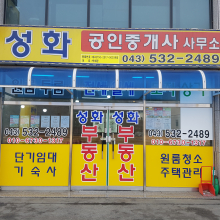 성화 공인중개사 사무소
(043) 532-2489
043) 532-2489
성화 부동산
성화 부동산
(043) 532-2489
단기임대
기숙사
원룸청소
주택관리